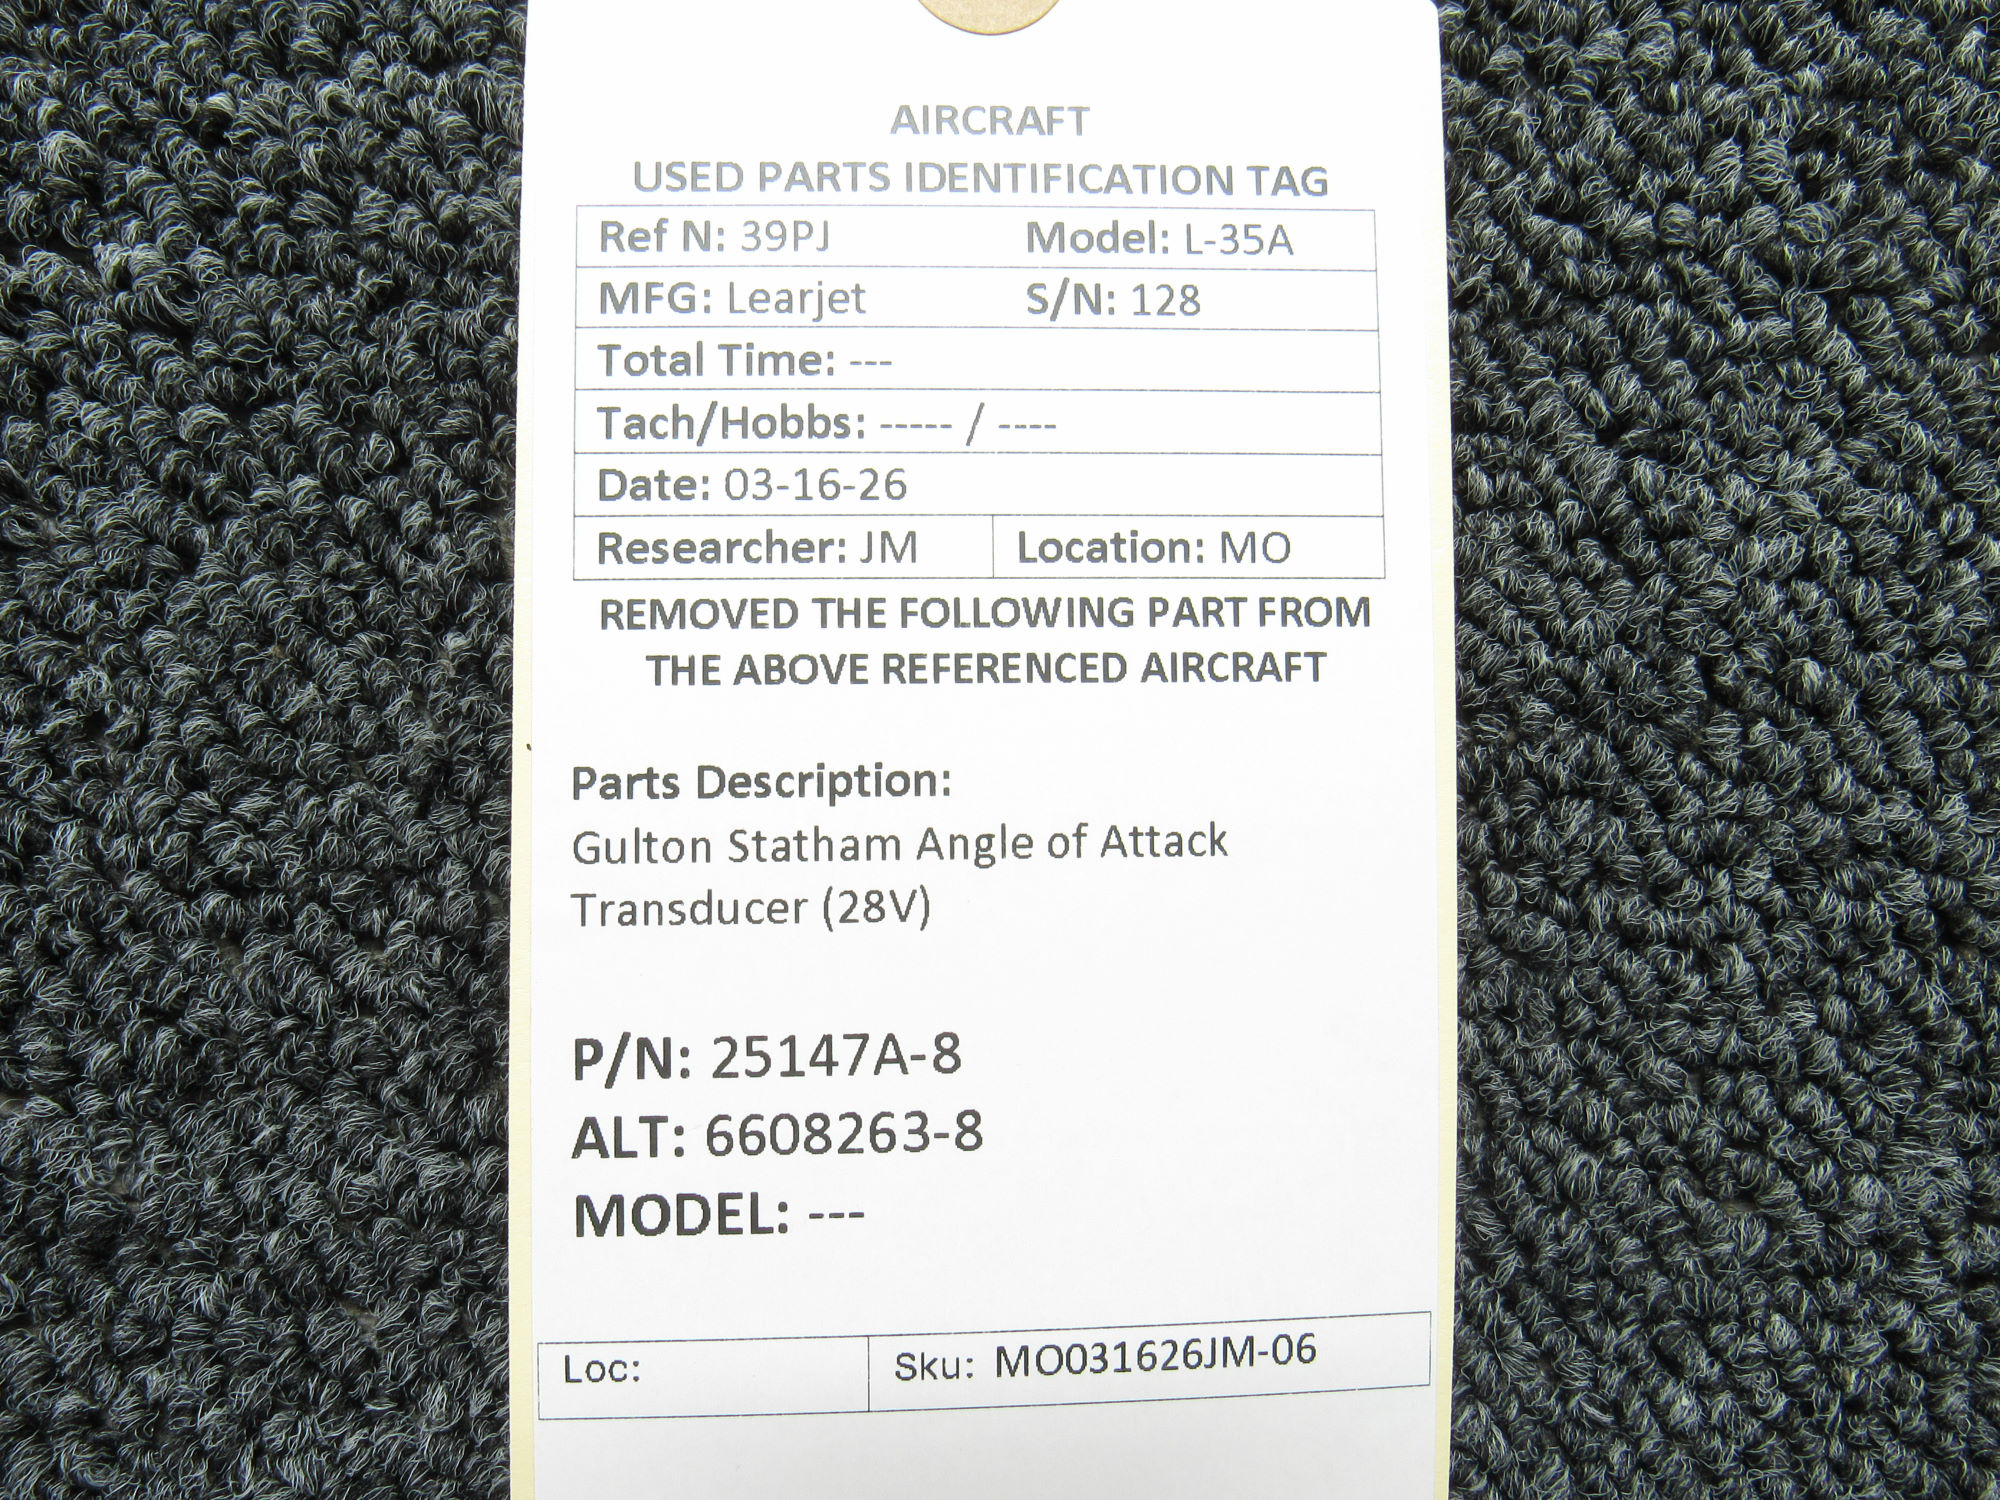 AIRCRAFT
USED PARTS IDENTIFICATION TAG
Ref N: 39PJ Model: L-35A
MFG: Learjet S/N: 128
Total Time: ---
Tach/Hobbs: ----- / ----
Date: 03-16-26
Researcher: JM Location: MO
REMOVED THE FOLLOWING PART FROM
THE ABOVE REFERENCED AIRCRAFT
Parts Description:
Gulton Statham Angle of Attack
Transducer (28V)
P/N: 25147A-8
ALT: 6608263-8
MODEL: ---
Loc: Sku: MO031626JM-06